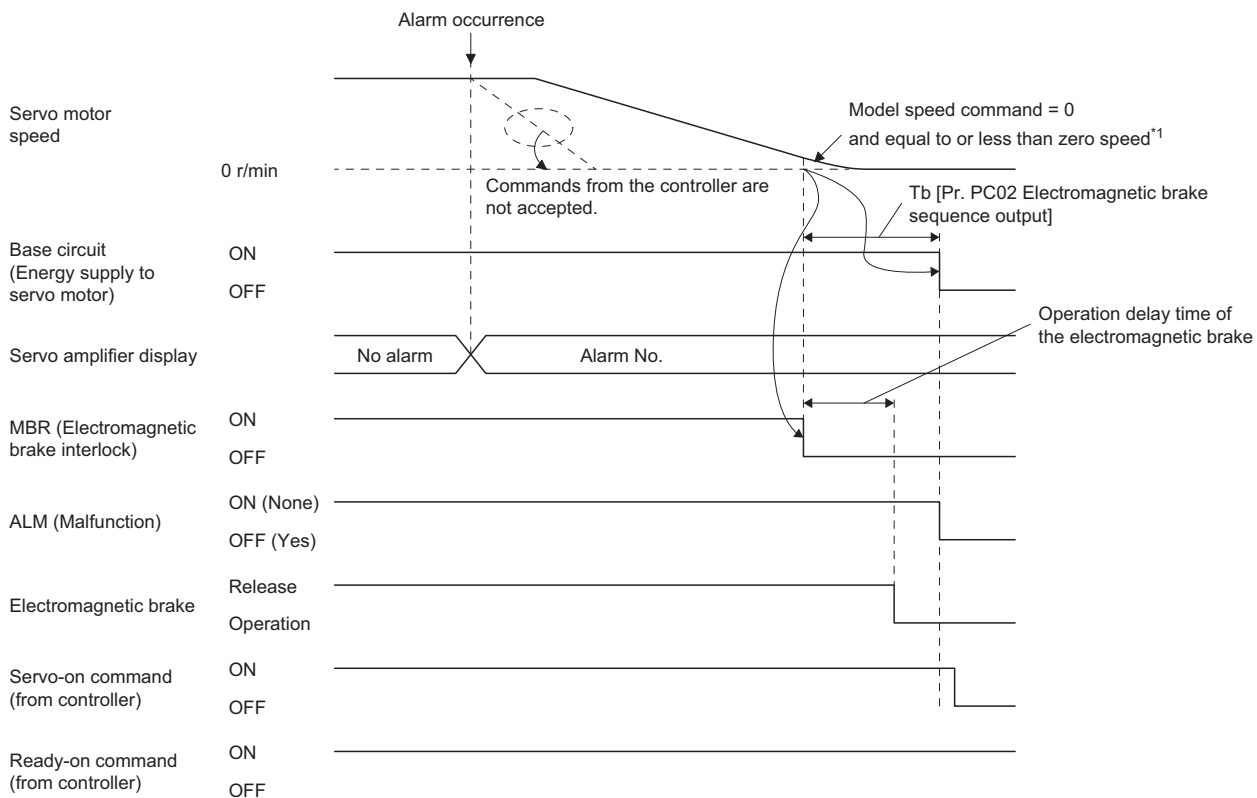 Alarm occurrence
Servo motor
speed
0 r/min
Model speed command = 0
and equal to or less than zero speed*1
Commands from the controller are
not accepted.
Tb [Pr. PC02 Electromagnetic brake
sequence output]
Base circuit
(Energy supply to
servo motor)
ON
OFF
Operation delay time of
the electromagnetic brake
Servo amplifier display
No alarm
Alarm No.
MBR (Electromagnetic
brake interlock)
ON
OFF
ALM (Malfunction)
ON (None)
OFF (Yes)
Electromagnetic brake
Release
Operation
Servo-on command
(from controller)
ON
OFF
Ready-on command
(from controller)
ON
OFF